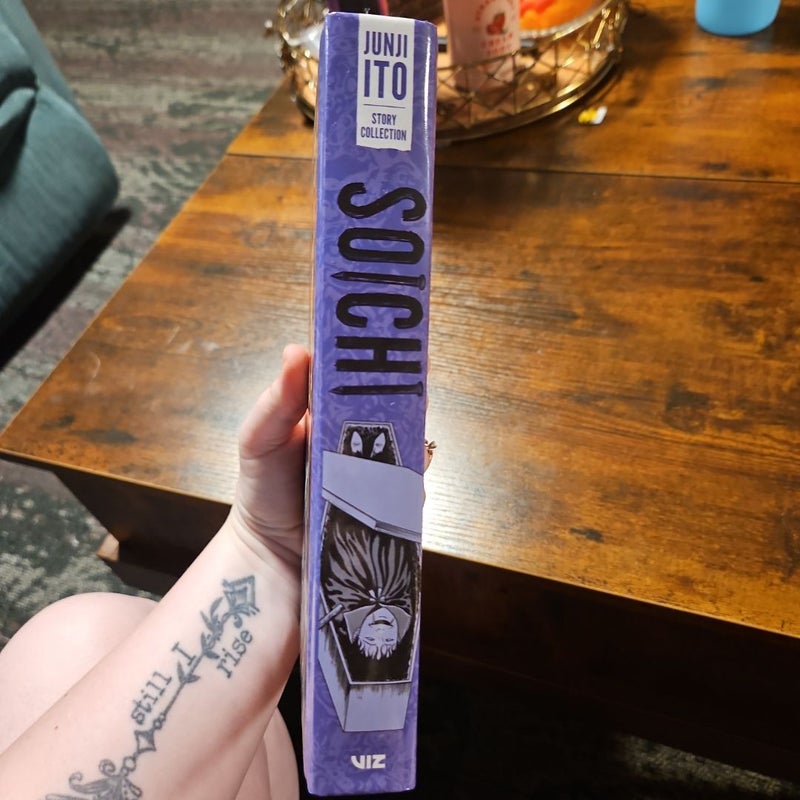 JUNJI
ITO
STORY
COLLECTION
SOICHI
VIZ
still I
rise